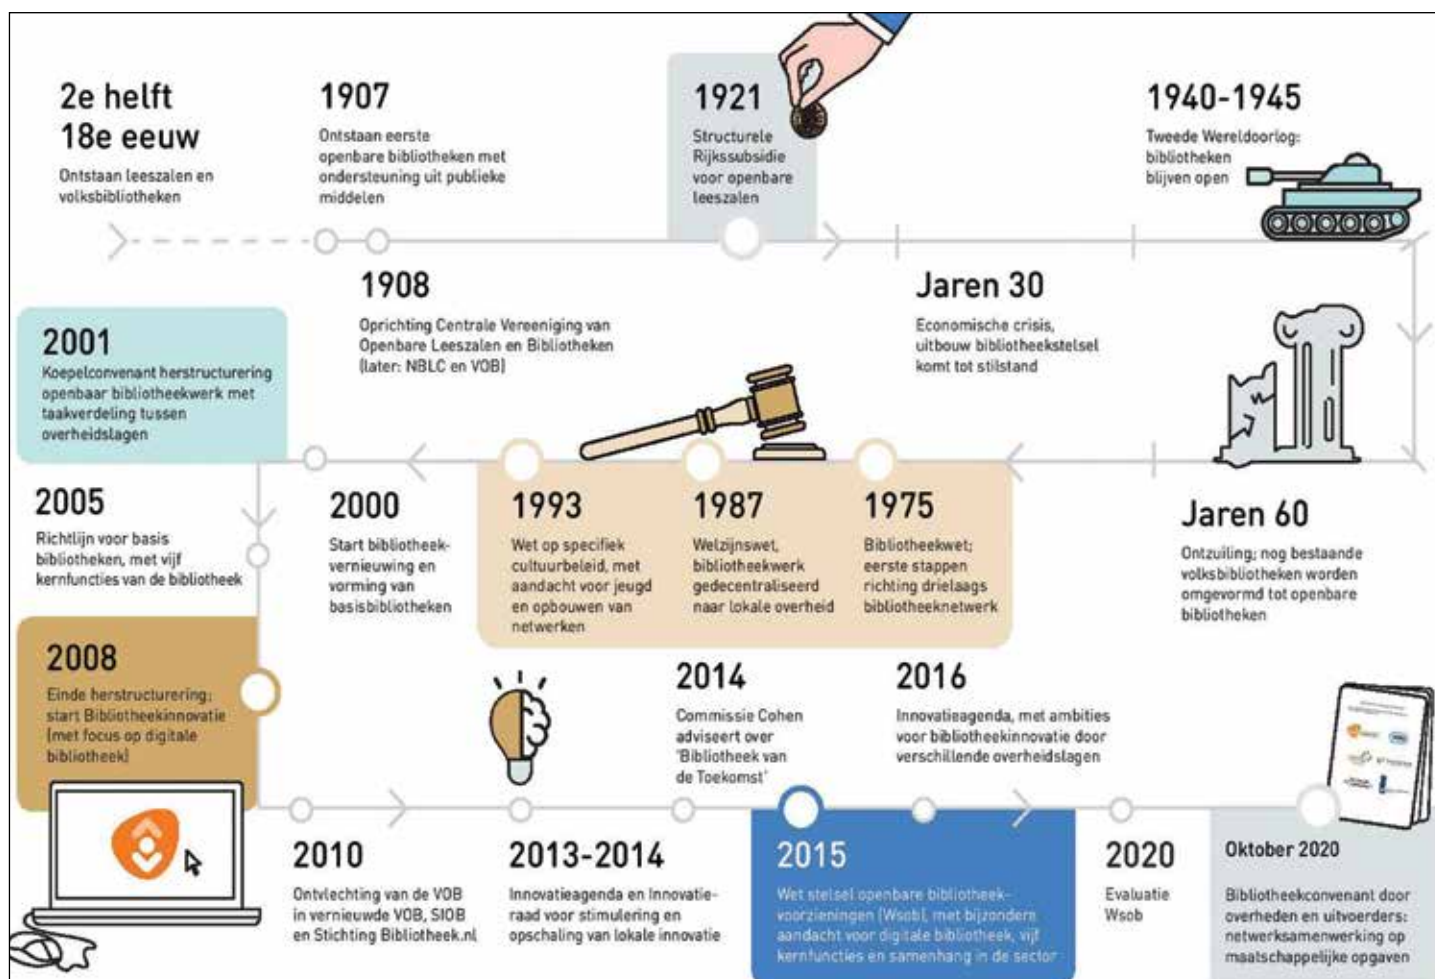 2e helft
18e eeuw
Ontstaan leeszalen en
volksbibliotheken
1907
Ontstaan eerste
openbare bibliotheken met
ondersteuning uit publieke
middelen
1921
Structurele
Rijkssubsidie
voor openbare
leeszalen
1940-1945
Tweede Wereldoorlog:
bibliotheken
blijven open
1908
Oprichting Centrale Vereeniging van
Openbare Leeszalen en Bibliotheken
(later: NBLC en VOB)
Jaren 30
Economische crisis,
uitbouw bibliotheekstelsel
komt tot stilstand
Jaren 60
Ontzuiling; nog bestaande
volksbibliotheken worden
omgevormd tot openbare
bibliotheken
1975
Bibliotheekwet;
eerste stappen
richting drielaags
bibliotheeknetwerk
1987
Welzijnswet,
bibliotheekwerk
gedecentraliseerd
naar lokale overheid
1993
Wet op specifiek
cultuurbeleid, met
aandacht voor jeugd
en opbouwen van
netwerken
2000
Start bibliotheek-
vernieuwing en
vorming van
basisbibliotheken
2001
Koepelconvenant herstructurering
openbaar bibliotheekwerk met
taakverdeling tussen
overheidslagen
2005
Richtlijn voor basis
bibliotheken, met vijf
kernfuncties van de bibliotheek
2008
Einde herstructurering;
start Bibliotheekinnovatie
(met focus op digitale
bibliotheek)
2010
Ontvlechting van de VOB
in vernieuwde VOB, SIOB
en Stichting Bibliotheek.nl
2013-2014
Innovatieagenda en Innovatie-
raad voor stimulering en
opschaling van lokale innovatie
2014
Commissie Cohen
adviseert over
'Bibliotheek van
de Toekomst'
2015
Wet stelsel openbare bibliotheek-
voorzieningen (Wsob), met bijzondere
aandacht voor digitale bibliotheek, vijf
kernfuncties en samenhang in de sector
2016
Innovatieagenda, met ambities
voor bibliotheekinnovatie door
verschillende overheidslagen
2020
Evaluatie
Wsob
Oktober 2020
Bibliotheekconvenant door
overheden en uitvoerders:
netwerksamenwerking op
maatschappelijke opgaven